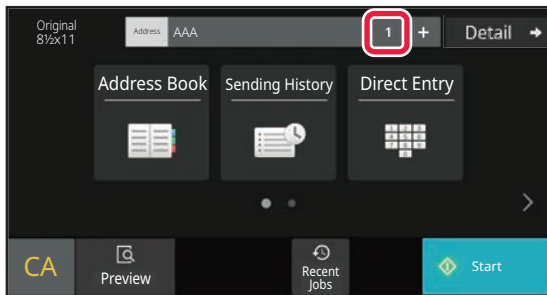 Original
8½x11
Address AAA 1 + Detail
Address Book
Sending History
Direct Entry
CA
Preview
Recent
Jobs
Start